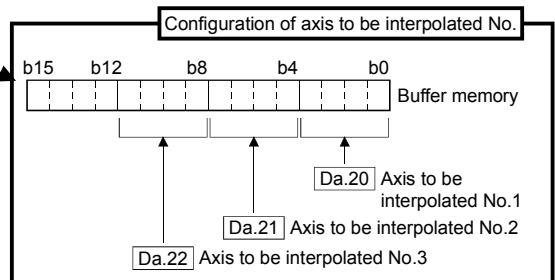 Configuration of axis to be interpolated No.
b15 b12 b8 b4 b0
Buffer memory
Da.20 Axis to be
interpolated No.1
Da.21 Axis to be interpolated No.2
Da.22 Axis to be interpolated No.3